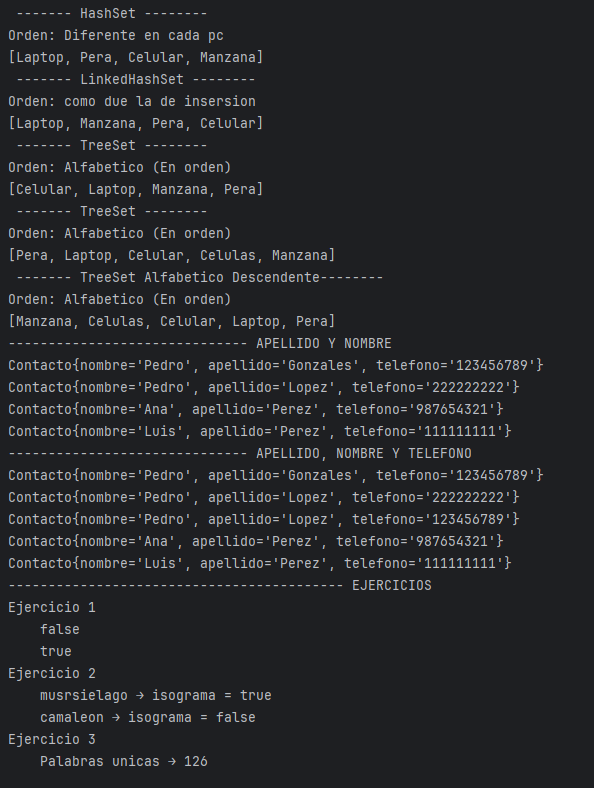 ------- HashSet --------
Orden: Diferente en cada pc
[Laptop, Pera, Celular, Manzana]
------- LinkedHashSet --------
Orden: como due la de insersion
[Laptop, Manzana, Pera, Celular]
------- TreeSet --------
Orden: Alfabetico (En orden)
[Celular, Laptop, Manzana, Pera]
------- TreeSet --------
Orden: Alfabetico (En orden)
[Pera, Laptop, Celular, Celulas, Manzana]
------- TreeSet Alfabetico Descendente--------
Orden: Alfabetico (En orden)
[Manzana, Celulas, Celular, Laptop, Pera]
------------------------------ APELLIDO Y NOMBRE
Contacto{nombre='Pedro', apellido='Gonzales', telefono='123456789'}
Contacto{nombre='Pedro', apellido='Lopez', telefono='222222222'}
Contacto{nombre='Ana', apellido='Perez', telefono='987654321'}
Contacto{nombre='Luis', apellido='Perez', telefono='111111111'}
------------------------------ APELLIDO, NOMBRE Y TELEFONO
Contacto{nombre='Pedro', apellido='Gonzales', telefono='123456789'}
Contacto{nombre='Pedro', apellido='Lopez', telefono='222222222'}
Contacto{nombre='Pedro', apellido='Lopez', telefono='123456789'}
Contacto{nombre='Ana', apellido='Perez', telefono='987654321'}
Contacto{nombre='Luis', apellido='Perez', telefono='111111111'}
------------------------------------------ EJERCICIOS
Ejercicio 1
false
true
Ejercicio 2
musrsielago → isograma = true
camaleon → isograma = false
Ejercicio 3
Palabras unicas → 126